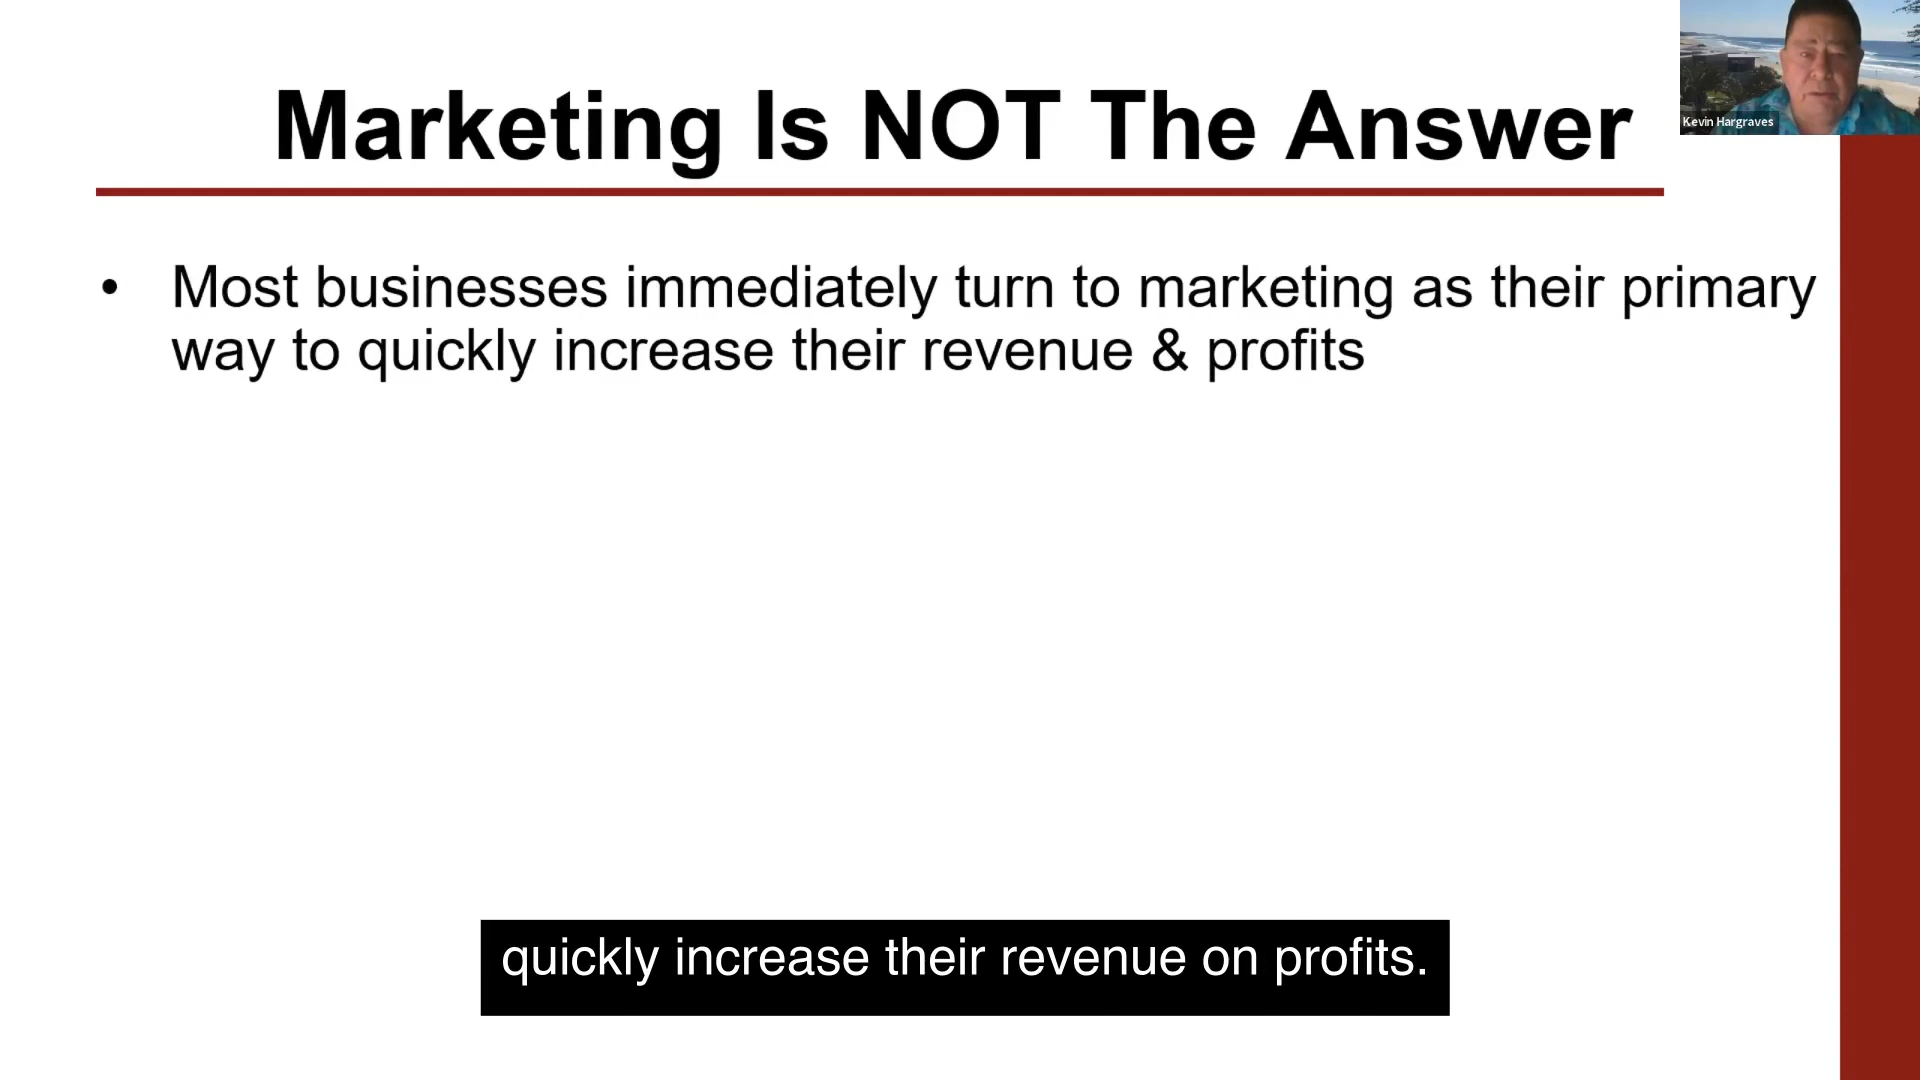 Marketing Is NOT The Answer
Kevin Hargraves
• Most businesses immediately turn to marketing as their primary
way to quickly increase their revenue & profits
quickly increase their revenue on profits.